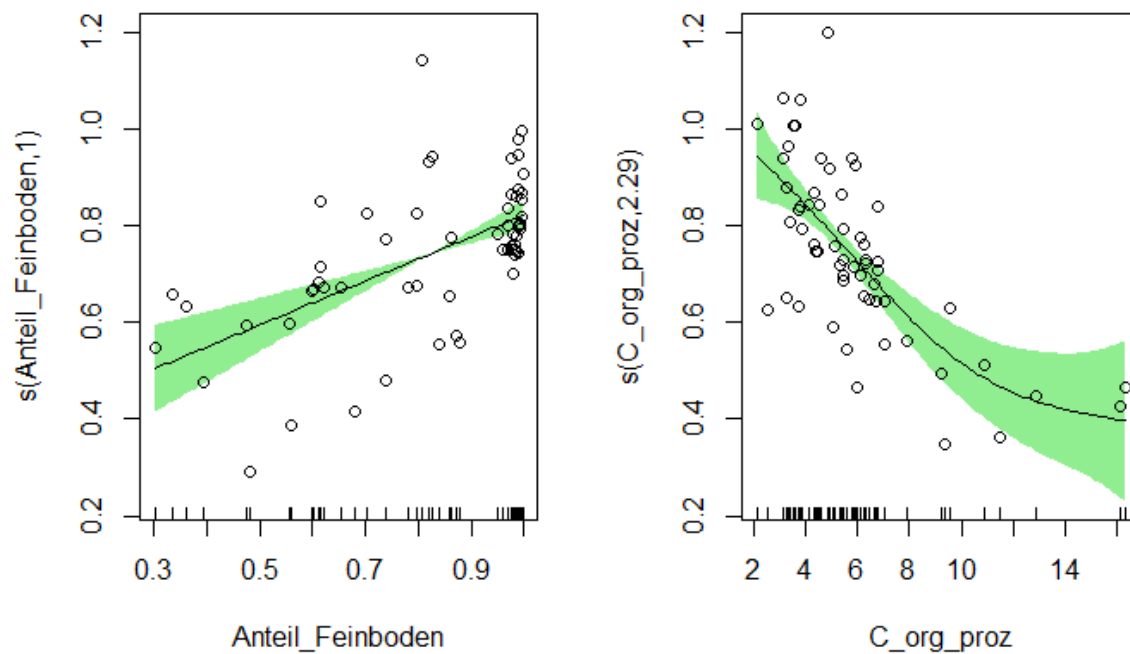 s(Anteil_Feinboden,1)
0.2 0.4 0.6 0.8 1.0 1.2
0.3 0.5 0.7 0.9
Anteil_Feinboden
s(C_org_proz,2.29)
0.2 0.4 0.6 0.8 1.0 1.2
2 4 6 8 10 14
C_org_proz